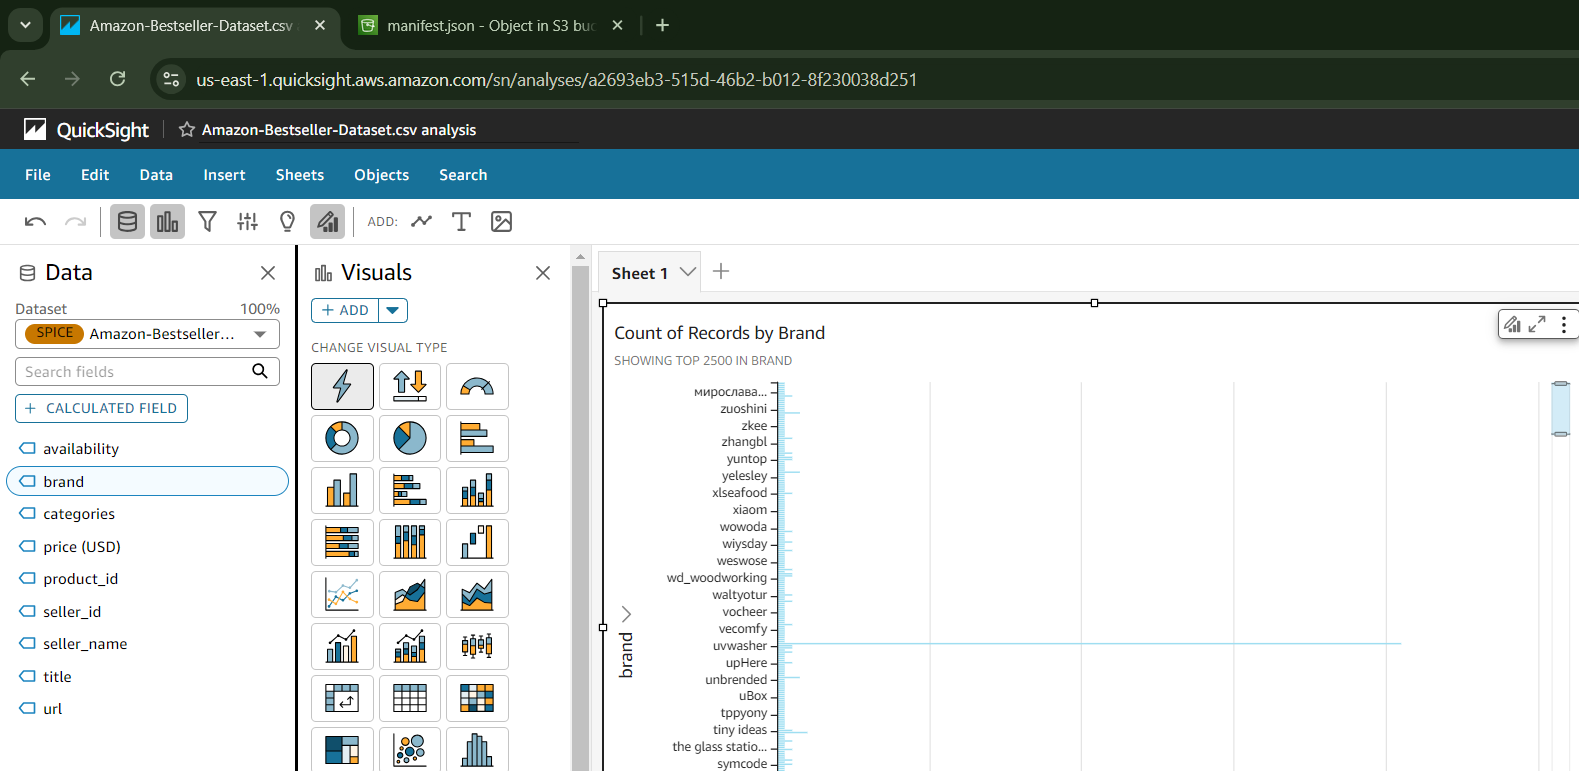 Amazon-Bestseller-Dataset.csv
manifest.json - Object in S3 buc
us-east-1.quicksight.aws.amazon.com/sn/analyses/a2693eb3-515d-46b2-b012-8f230038d251
QuickSight
Amazon-Bestseller-Dataset.csv analysis
File Edit Data Insert Sheets Objects Search
ADD:
Data
Dataset 100%
SPICE Amazon-Bestseller...
Search fields
+ CALCULATED FIELD
availability
brand
categories
price (USD)
product_id
seller_id
seller_name
title
url
Visuals
+ ADD
CHANGE VISUAL TYPE
Sheet 1
Count of Records by Brand
SHOWING TOP 2500 IN BRAND
мирослава...
zuoshini
zkee
zhangbl
yuntop
yelesley
xlseafood
xiaom
wowoda
wiysday
weswose
wd_woodworking
waltyotur
vocheer
vecomfy
uvwasher
upHere
unbrended
uBox
tppyony
tiny ideas
the glass statio...
symcode
brand